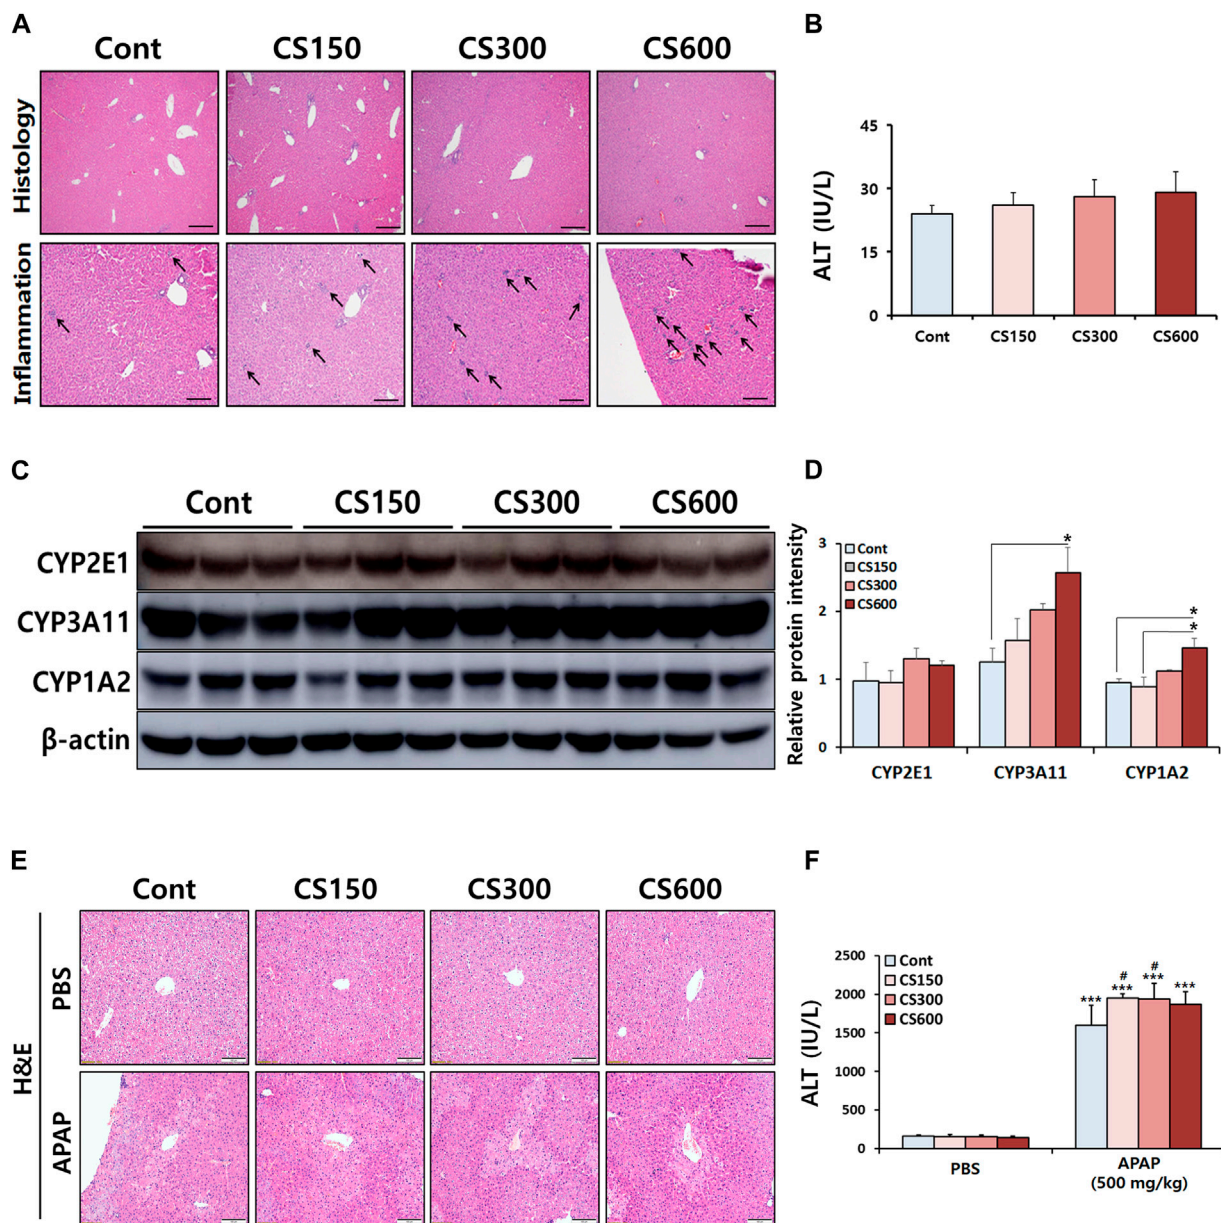 A
Cont CS150 CS300 CS600
Histology
Inflammation
B
ALT (IU/L)
45
30
15
0
Cont CS150 CS300 CS600
C
Cont CS150 CS300 CS600
CYP2E1
CYP3A11
CYP1A2
β-actin
D
Relative protein intensity
3
2
1
0
Cont
CS150
CS300
CS600
*
*
*
CYP2E1 CYP3A11 CYP1A2
E
Cont CS150 CS300 CS600
H&E
PBS
APAP
F
ALT (IU/L)
2500
2000
1500
1000
500
0
Cont
CS150
CS300
CS600
# #
*** *** *** ***
PBS APAP
(500 mg/kg)